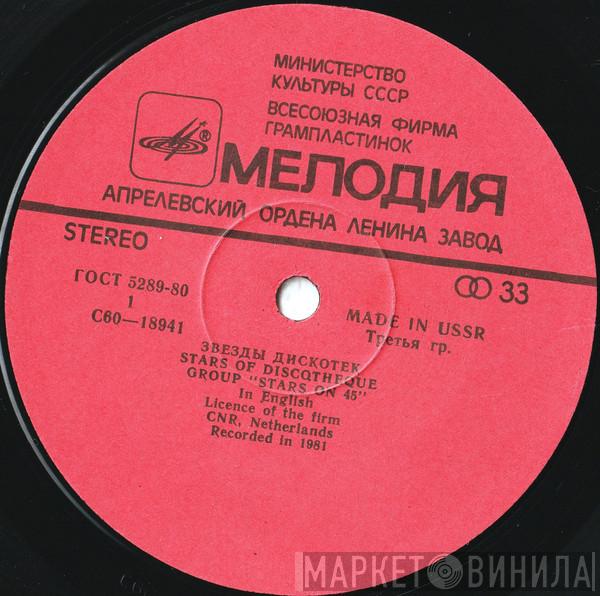 МИНИСТЕРСТВО
КУЛЬТУРЫ СССР
ВСЕСОЮЗНАЯ ФИРМА
ГРАМПЛАСТИНОК
®
МЕЛОДИЯ
АПРЕЛЕВСКИЙ ОРДЕНА ЛЕНИНА ЗАВОД
STEREO
33
ГОСТ 5289-80
1
С60—18941
MADE IN USSR
Третья гр.
ЗВЕЗДЫ ДИСКОТЕК
STARS OF DISCQTHEQUE
GROUP "STARS ON 45"
In English
Licence of the firm
CNR, Netherlands
Recorded in 1981
МАРКЕТ ВИНИЛА